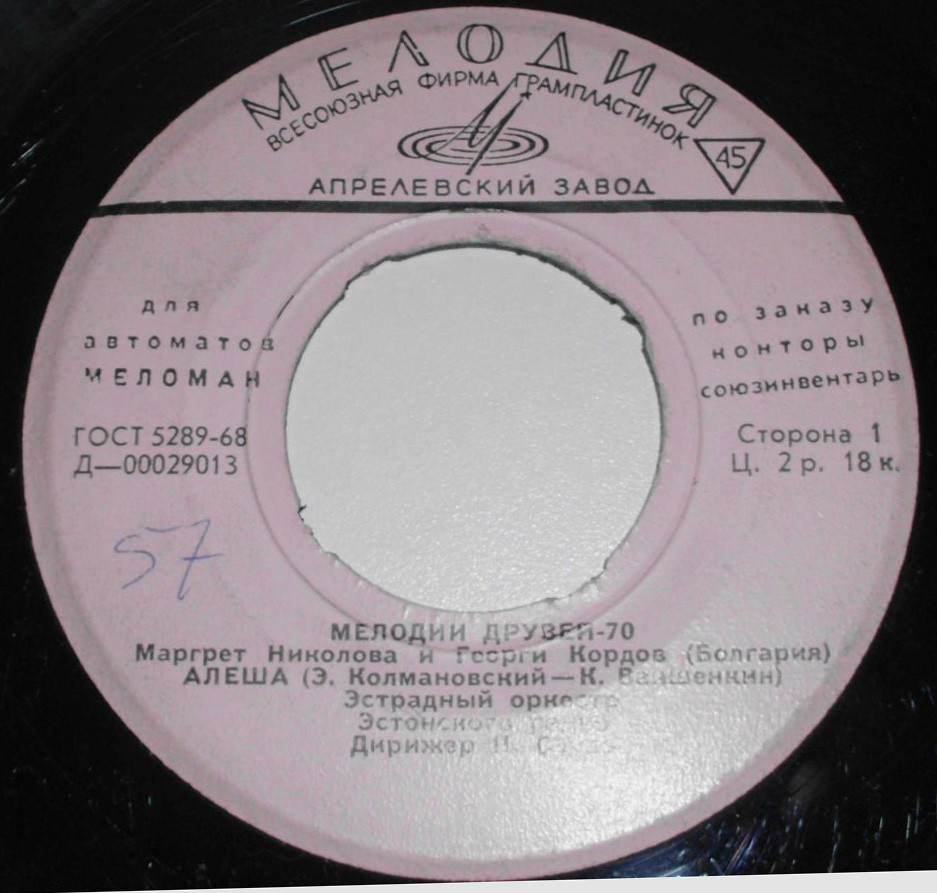 МЕЛОДИЯ
ВСЕСОЮЗНАЯ ФИРМА ГРАМПЛАСТИНОК
45
АПРЕЛЕВСКИЙ ЗАВОД
для
автоматов
МЕЛОМАН
по заказу
конторы
союзинвентарь
ГОСТ 5289-68
Д—00029013
Сторона 1
Ц. 2 р. 18 к.
57
МЕЛОДИИ ДРУЗЕЙ-70
Маргрет Николова и Георги Кордов (Болгария)
АЛЕША (Э. Колмановский — К. Ваншенкин)
Эстрадный оркестр
Эстонского радио
Дирижер